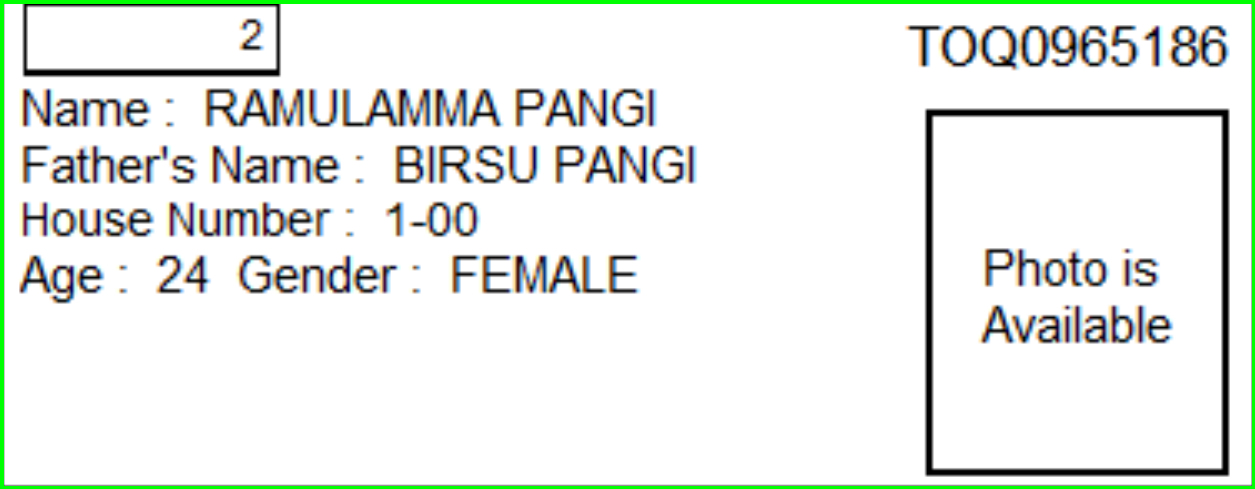 2
TOQ0965186
Name : RAMULAMMA PANGI
Father's Name : BIRSU PANGI
House Number : 1-00
Age : 24 Gender : FEMALE
Photo is
Available